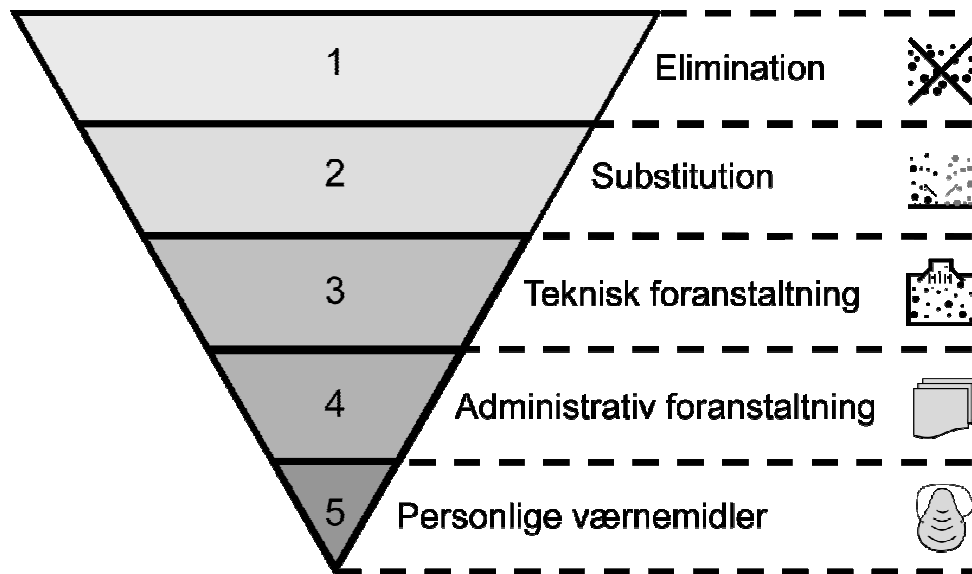 1 Elimination
2 Substitution
3 Teknisk foranstaltning
4 Administrativ foranstaltning
5 Personlige værnemidler